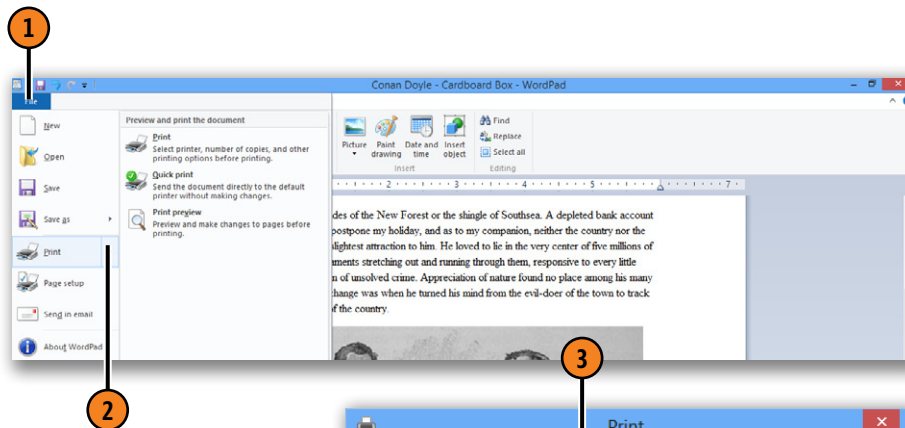 1
Conan Doyle - Cardboard Box - WordPad
File
New
Open
Save
Save as
Print
Page setup
Send in email
About WordPad
Preview and print the document
Print
Select printer, number of copies, and other
printing options before printing.
Quick print
Send the document directly to the default
printer without making changes.
Print preview
Preview and make changes to pages before
printing.
Picture
Paint
drawing
Date and
time
Insert
object
Insert
Find
Replace
Select all
Editing
2 3 4 5 7
des of the New Forest or the shingle of Southsea. A depleted bank account
postpone my holiday, and as to my companion, neither the country nor the
lightest attraction to him. He loved to lie in the very center of five millions of
ments stretching out and running through them, responsive to every little
n of unsolved crime. Appreciation of nature found no place among his many
change was when he turned his mind from the evil-doer of the town to track
of the country.
2
3
Print